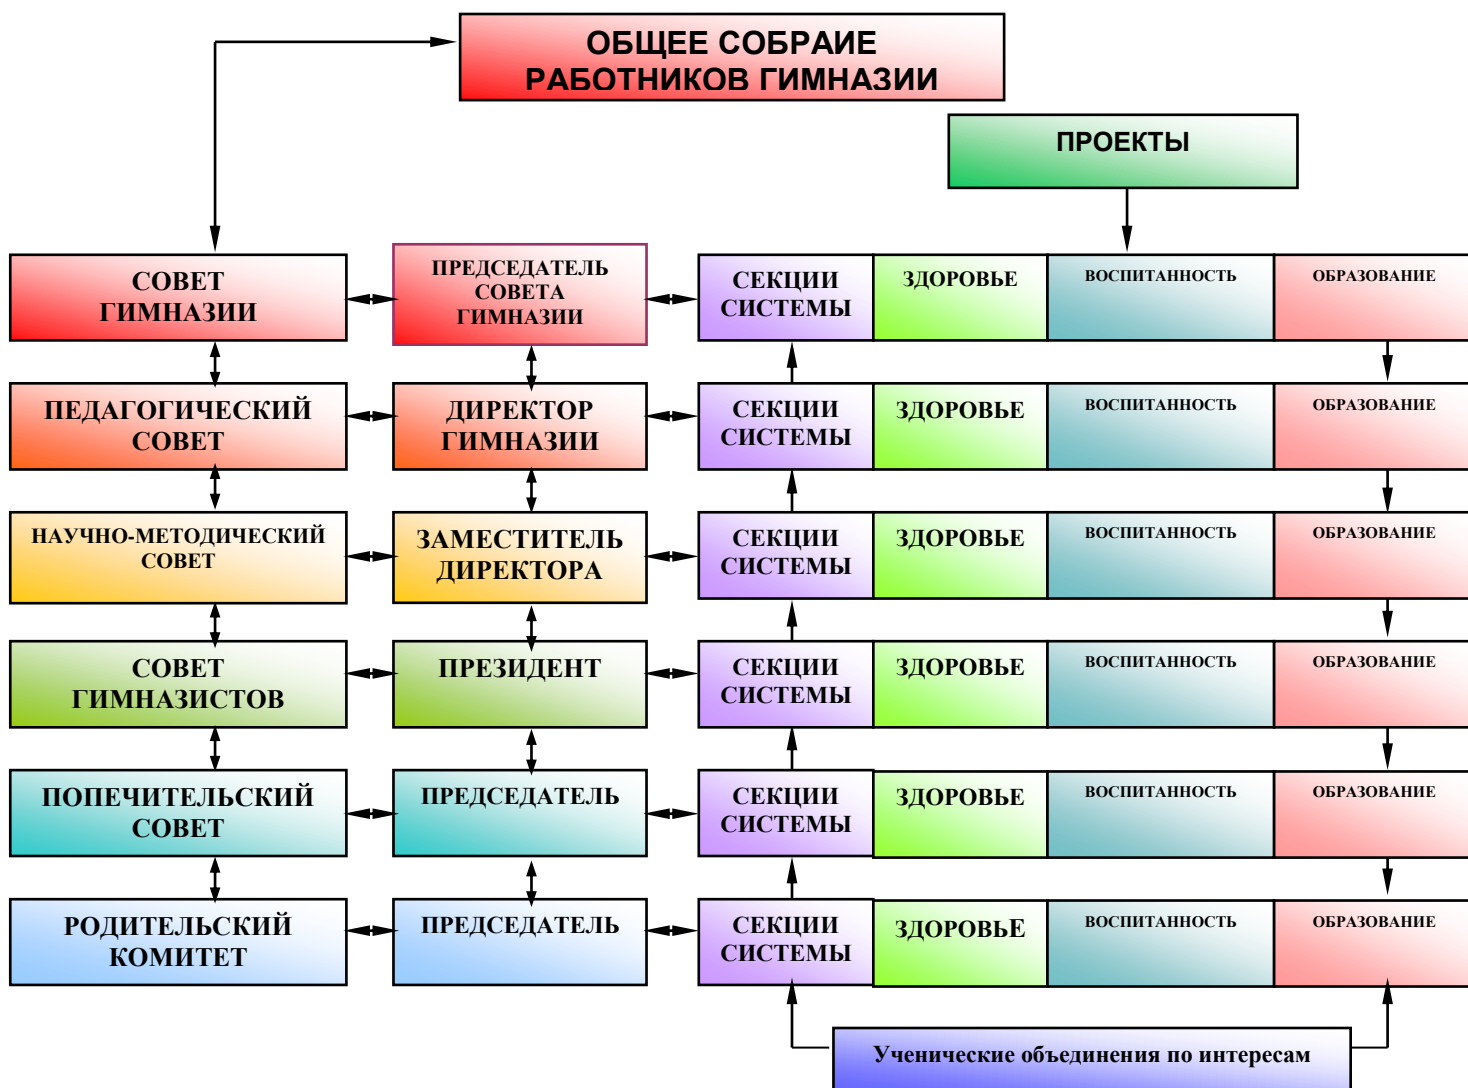 ОБЩЕЕ СОБРАИЕ
РАБОТНИКОВ ГИМНАЗИИ
ПРОЕКТЫ
СОВЕТ
ГИМНАЗИИ
ПРЕДСЕДАТЕЛЬ
СОВЕТА
ГИМНАЗИИ
СЕКЦИИ
СИСТЕМЫ
ЗДОРОВЬЕ
ВОСПИТАННОСТЬ
ОБРАЗОВАНИЕ
ПЕДАГОГИЧЕСКИЙ
СОВЕТ
ДИРЕКТОР
ГИМНАЗИИ
СЕКЦИИ
СИСТЕМЫ
ЗДОРОВЬЕ
ВОСПИТАННОСТЬ
ОБРАЗОВАНИЕ
НАУЧНО-МЕТОДИЧЕСКИЙ
СОВЕТ
ЗАМЕСТИТЕЛЬ
ДИРЕКТОРА
СЕКЦИИ
СИСТЕМЫ
ЗДОРОВЬЕ
ВОСПИТАННОСТЬ
ОБРАЗОВАНИЕ
СОВЕТ
ГИМНАЗИСТОВ
ПРЕЗИДЕНТ
СЕКЦИИ
СИСТЕМЫ
ЗДОРОВЬЕ
ВОСПИТАННОСТЬ
ОБРАЗОВАНИЕ
ПОПЕЧИТЕЛЬСКИЙ
СОВЕТ
ПРЕДСЕДАТЕЛЬ
СЕКЦИИ
СИСТЕМЫ
ЗДОРОВЬЕ
ВОСПИТАННОСТЬ
ОБРАЗОВАНИЕ
РОДИТЕЛЬСКИЙ
КОМИТЕТ
ПРЕДСЕДАТЕЛЬ
СЕКЦИИ
СИСТЕМЫ
ЗДОРОВЬЕ
ВОСПИТАННОСТЬ
ОБРАЗОВАНИЕ
Ученические объединения по интересам